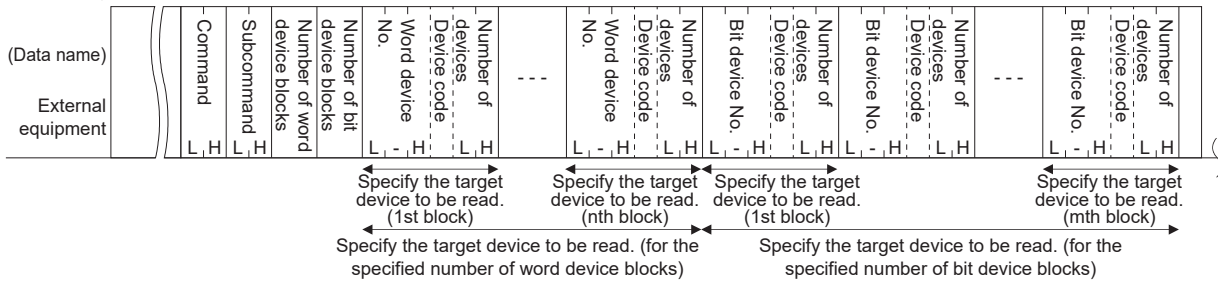 (Data name)
External
equipment
Command
L H
Subcommand
L H
Number of word
device blocks
Number of bit
device blocks
Word device
No.
L - H
Device code
Number of
devices
L H
- - -
Word device
No.
L - H
Device code
Number of
devices
L H
Bit device No.
L - H
Device code
Number of
devices
L H
Bit device No.
L - H
Device code
Number of
devices
L H
- - -
Bit device No.
L - H
Device code
Number of
devices
L H
Specify the target
device to be read.
(1st block)
Specify the target
device to be read.
(nth block)
Specify the target
device to be read.
(1st block)
Specify the target
device to be read.
(mth block)
Specify the target device to be read. (for the
specified number of word device blocks)
Specify the target device to be read. (for the
specified number of bit device blocks)